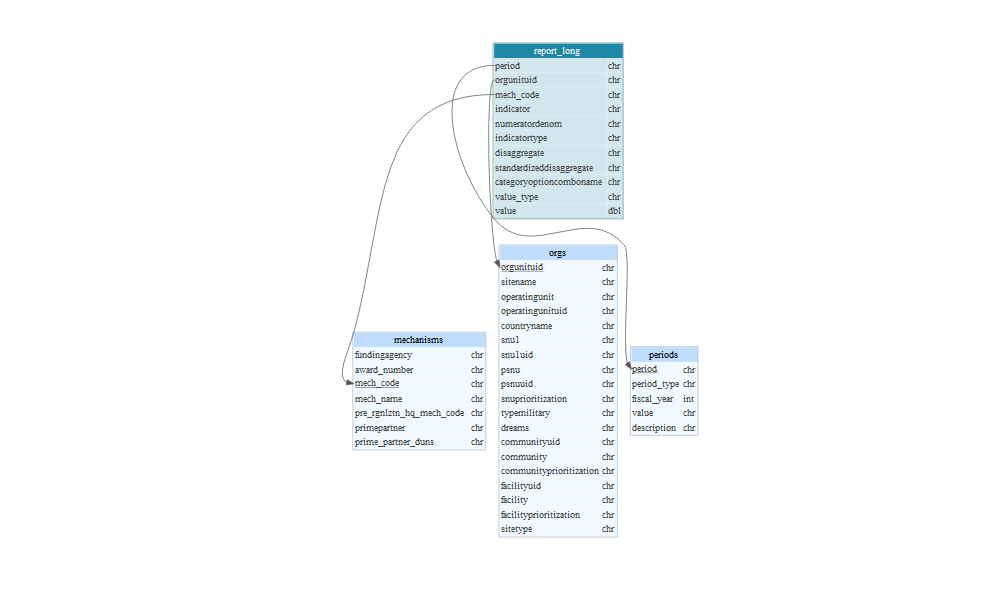 report_long
period chr
orgunituid chr
mech_code chr
indicator chr
numeratordenom chr
indicatortype chr
disaggregate chr
standardizeddisaggregate chr
categoryoptioncomboname chr
value_type chr
value dbl
orgs
orgunituid chr
sitename chr
operatingunit chr
operatingunituid chr
countryname chr
snu1 chr
snu1uid chr
psnu chr
psnuuid chr
snuprioritization chr
typemilitary chr
dreams chr
communityuid chr
community chr
communityprioritization chr
facilityuid chr
facility chr
facilityprioritization chr
sitetype chr
mechanisms
fundingagency chr
award_number chr
mech_code chr
mech_name chr
pre_rgnlztn_hq_mech_code chr
primepartner chr
prime_partner_duns chr
periods
period chr
period_type chr
fiscal_year int
value chr
description chr